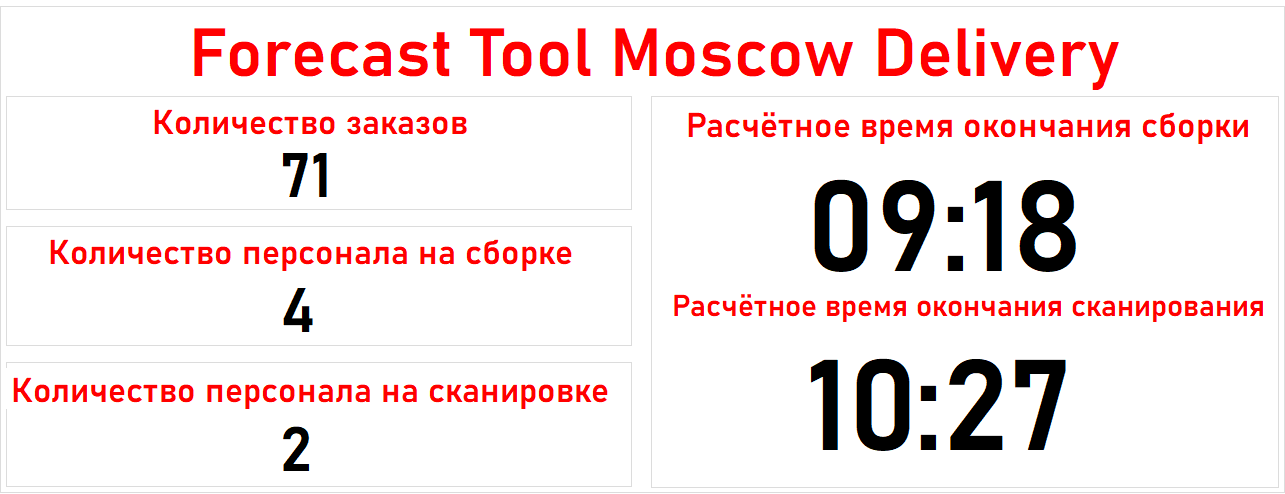 Forecast Tool Moscow Delivery
Количество заказов
71
Количество персонала на сборке
4
Количество персонала на сканировке
2
Расчётное время окончания сборки
09:18
Расчётное время окончания сканирования
10:27